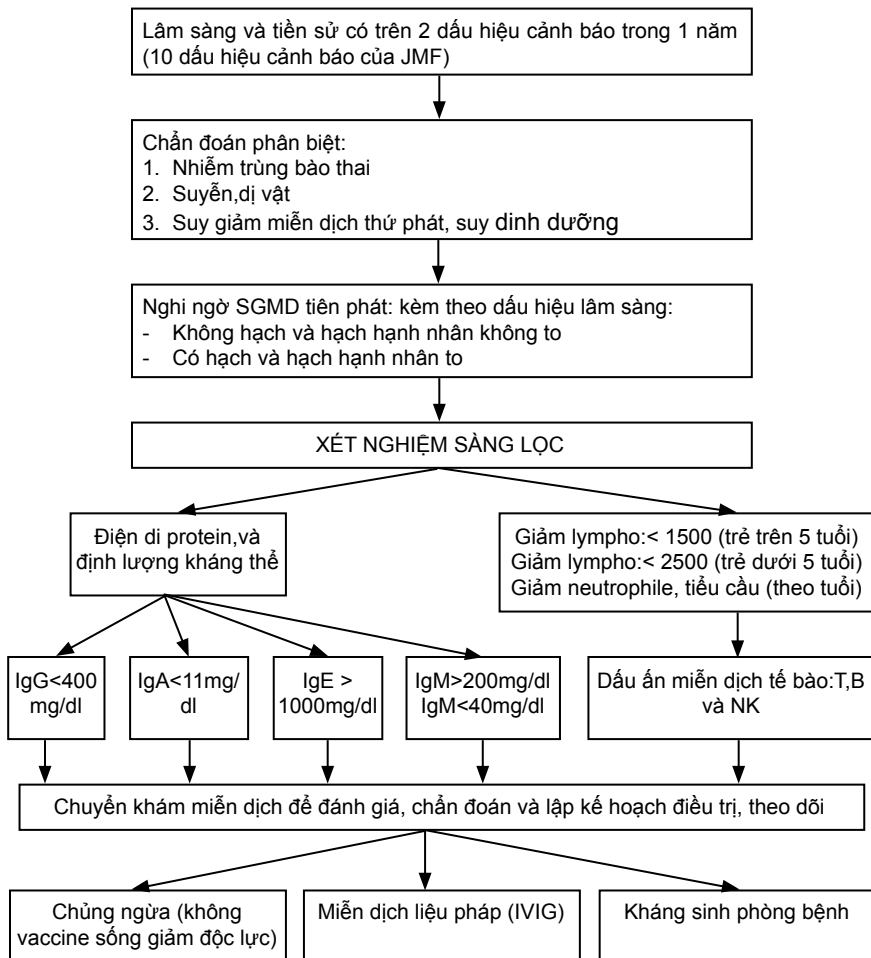 Lâm sàng và tiền sử có trên 2 dấu hiệu cảnh báo trong 1 năm
(10 dấu hiệu cảnh báo của JMF)
Chẩn đoán phân biệt:
1. Nhiễm trùng bào thai
2. Suyễn,dị vật
3. Suy giảm miễn dịch thứ phát, suy dinh dưỡng
Nghi ngờ SGMD tiên phát: kèm theo dấu hiệu lâm sàng:
- Không hạch và hạch hạnh nhân không to
- Có hạch và hạch hạnh nhân to
XÉT NGHIỆM SÀNG LỌC
Điện di protein,và
định lượng kháng thể
Giảm lympho:< 1500 (trẻ trên 5 tuổi)
Giảm lympho:< 2500 (trẻ dưới 5 tuổi)
Giảm neutrophile, tiểu cầu (theo tuổi)
IgG<400
mg/dl
IgA<11mg/
dl
IgE >
1000mg/dl
IgM>200mg/dl
IgM<40mg/dl
Dấu ấn miễn dịch tế bào:T,B
và NK
Chuyển khám miễn dịch để đánh giá, chẩn đoán và lập kế hoạch điều trị, theo dõi
Chủng ngừa (không
vaccine sống giảm độc lực)
Miễn dịch liệu pháp (IVIG)
Kháng sinh phòng bệnh